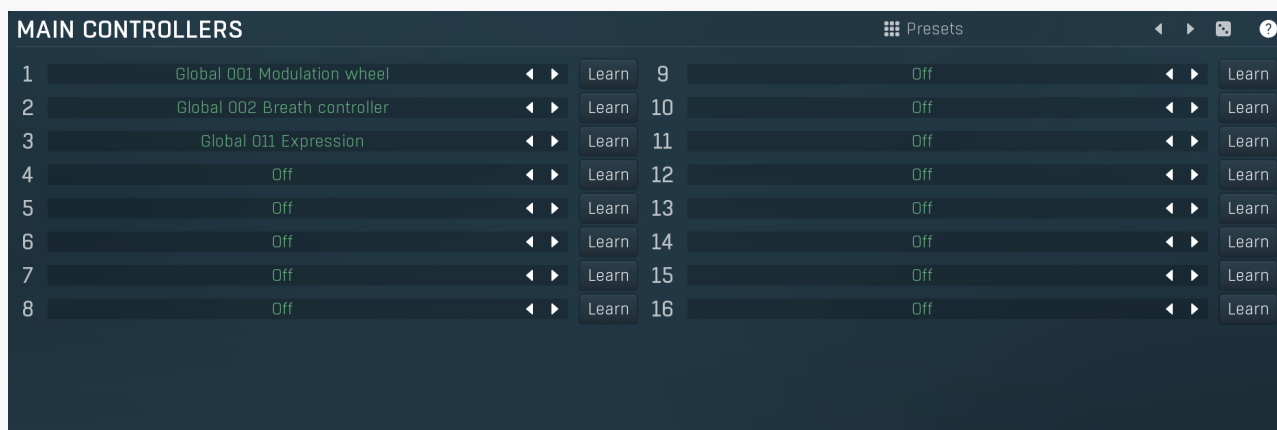 MAIN CONTROLLERS Presets ?
1 Global 001 Modulation wheel Learn 9 Off Learn
2 Global 002 Breath controller Learn 10 Off Learn
3 Global 011 Expression Learn 11 Off Learn
4 Off Learn 12 Off Learn
5 Off Learn 13 Off Learn
6 Off Learn 14 Off Learn
7 Off Learn 15 Off Learn
8 Off Learn 16 Off Learn